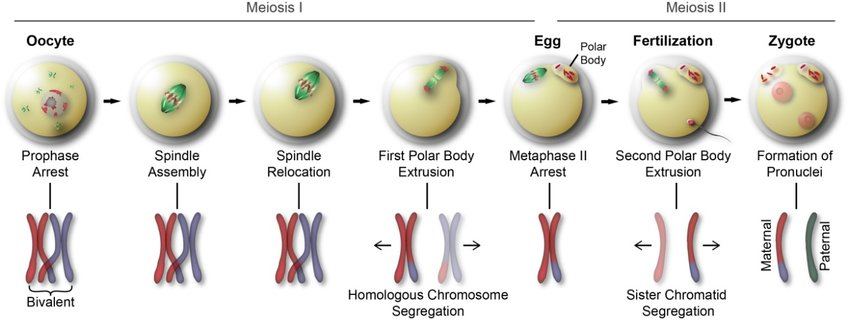 Meiosis I
Meiosis II
Oocyte
Egg
Polar
Body
Fertilization
Zygote
Prophase
Arrest
Spindle
Assembly
Spindle
Relocation
First Polar Body
Extrusion
Metaphase II
Arrest
Second Polar Body
Extrusion
Formation of
Pronuclei
Bivalent
Homologous Chromosome
Segregation
Sister Chromatid
Segregation
Maternal
Paternal